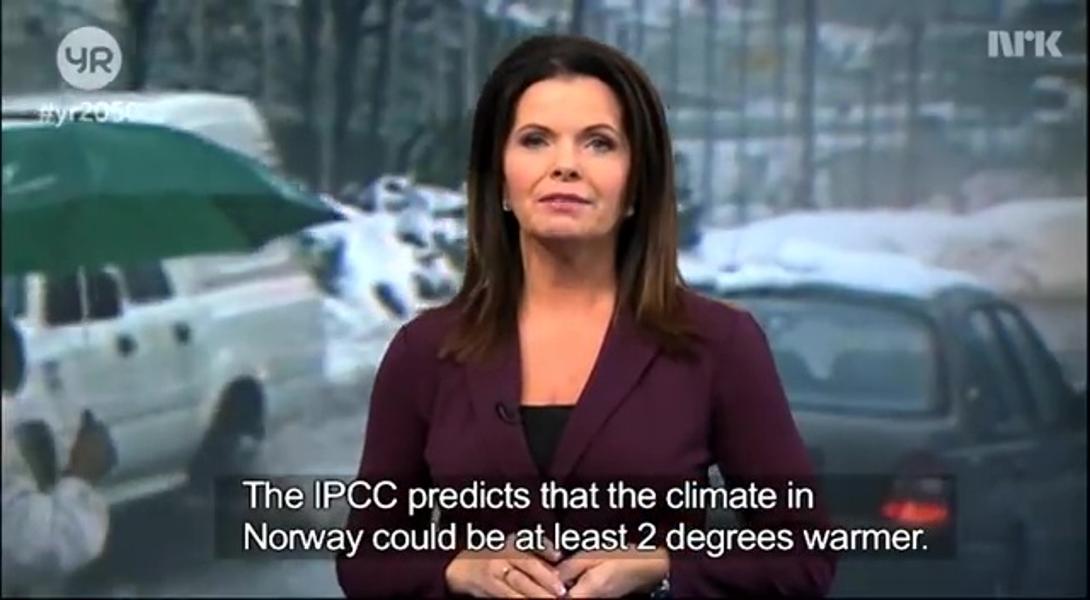 YR
nrk
#yr2050
The IPCC predicts that the climate in
Norway could be at least 2 degrees warmer.